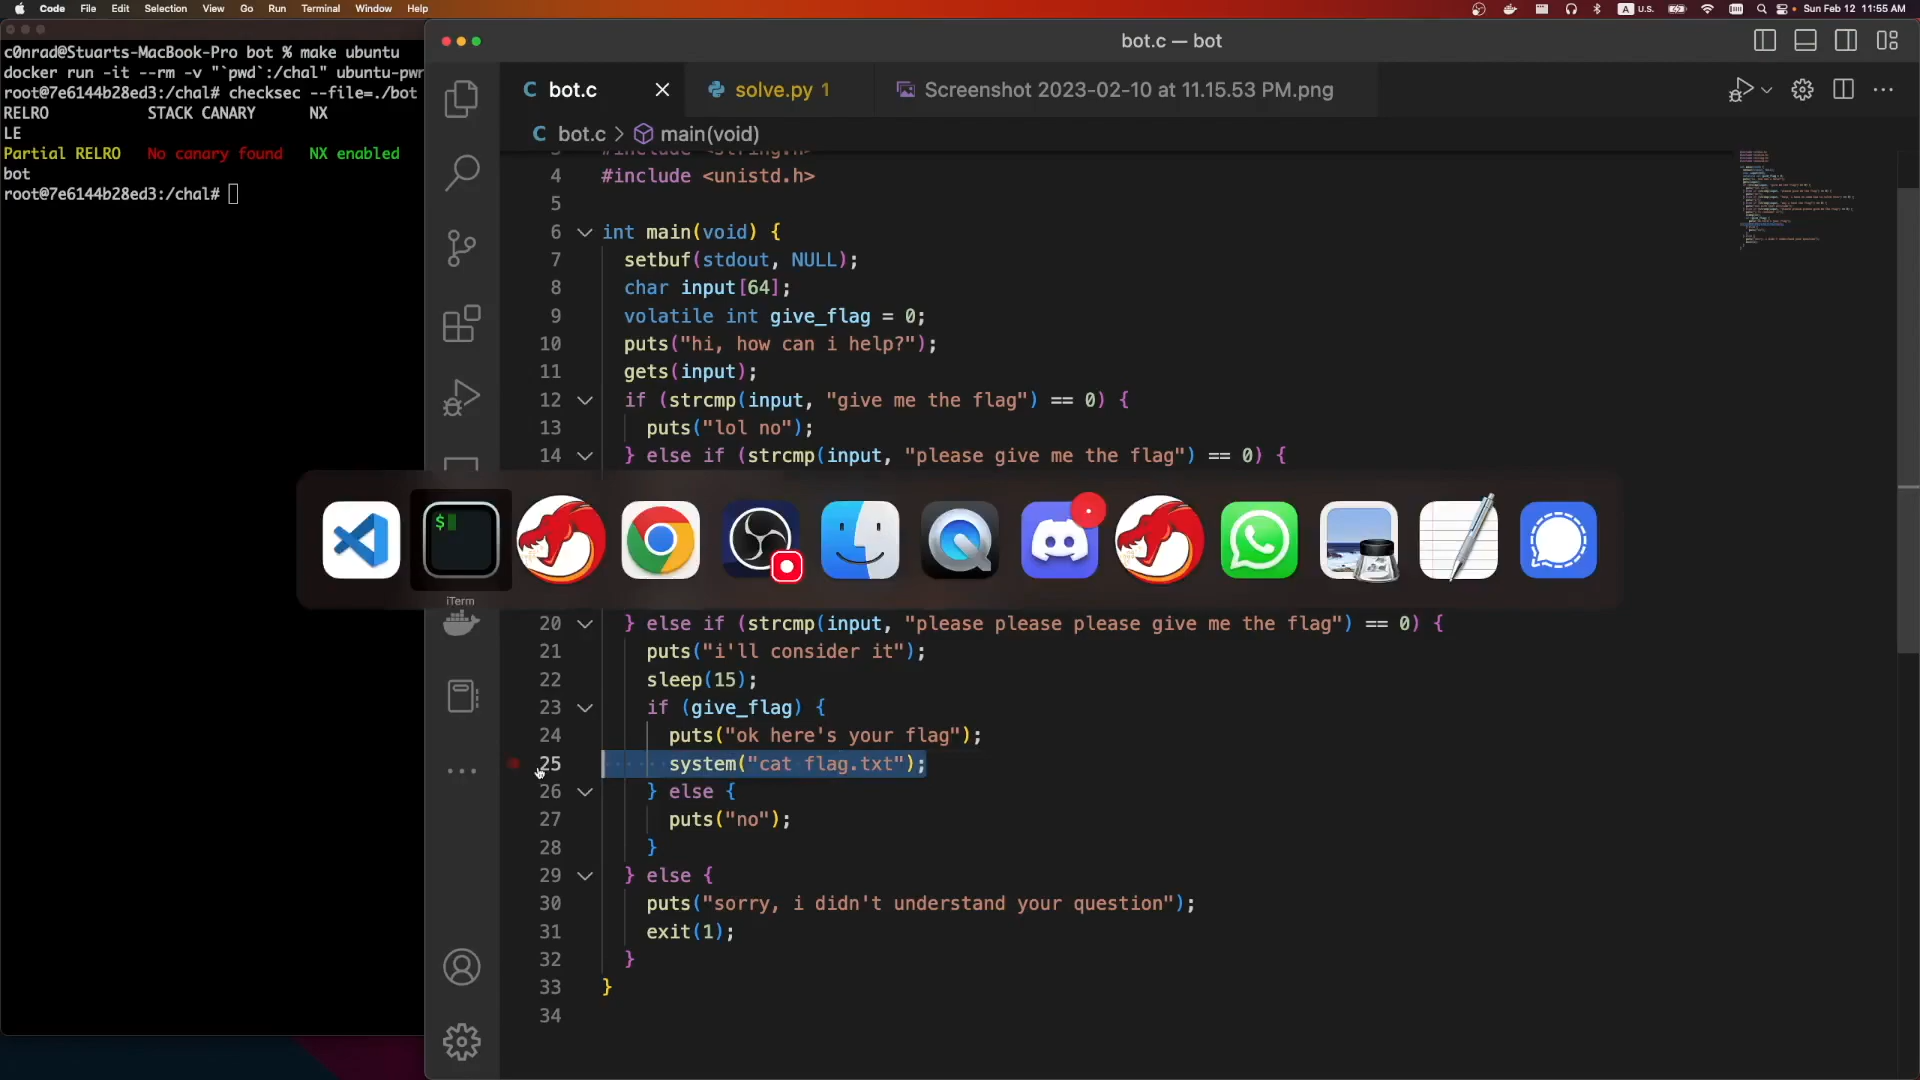 Code File Edit Selection View Go Run Terminal Window Help
A U.S. Sun Feb 12 11:55 AM
c0nrad@Stuarts-MacBook-Pro bot % make ubuntu
docker run -it --rm -v "`pwd`:/chal" ubuntu-pwn
root@7e6144b28ed3:/chal# checksec --file=./bot
RELRO STACK CANARY NX
LE
Partial RELRO No canary found NX enabled
bot
root@7e6144b28ed3:/chal#
bot.c — bot
C bot.c solve.py 1 Screenshot 2023-02-10 at 11.15.53 PM.png
C bot.c > main(void)
3 #include <string.h>
4 #include <unistd.h>
5
6 int main(void) {
7 setbuf(stdout, NULL);
8 char input[64];
9 volatile int give_flag = 0;
10 puts("hi, how can i help?");
11 gets(input);
12 if (strcmp(input, "give me the flag") == 0) {
13 puts("lol no");
14 } else if (strcmp(input, "please give me the flag") == 0) {
$
iTerm
20 } else if (strcmp(input, "please please please give me the flag") == 0) {
21 puts("i'll consider it");
22 sleep(15);
23 if (give_flag) {
24 puts("ok here's your flag");
25 system("cat flag.txt");
26 } else {
27 puts("no");
28 }
29 } else {
30 puts("sorry, i didn't understand your question");
31 exit(1);
32 }
33 }
34